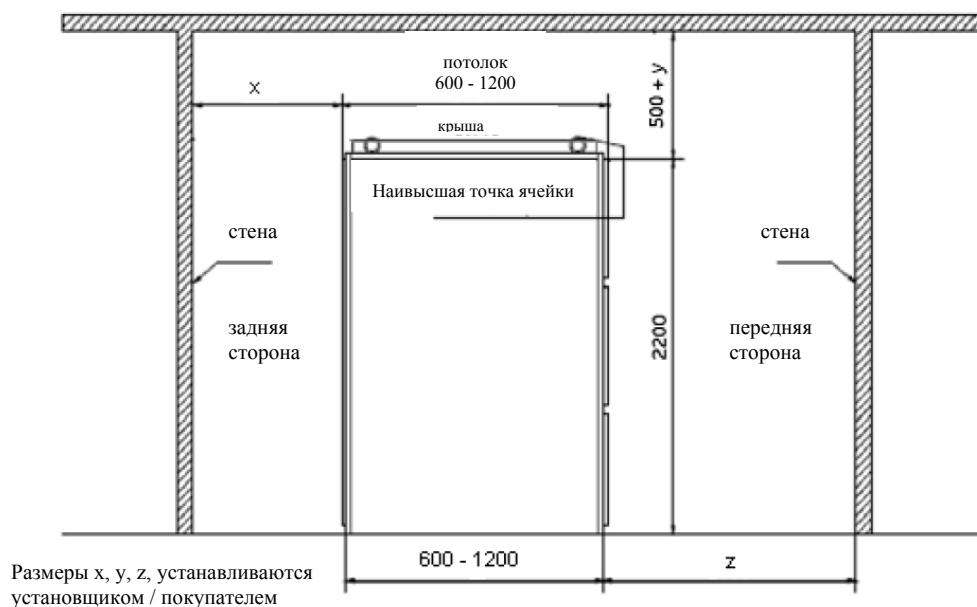 потолок
600 - 1200
x
500 + y
крыша
Наивысшая точка ячейки
стена
стена
задняя
сторона
2200
передняя
сторона
600 - 1200
z
Размеры x, y, z, устанавливаются
установщиком / покупателем